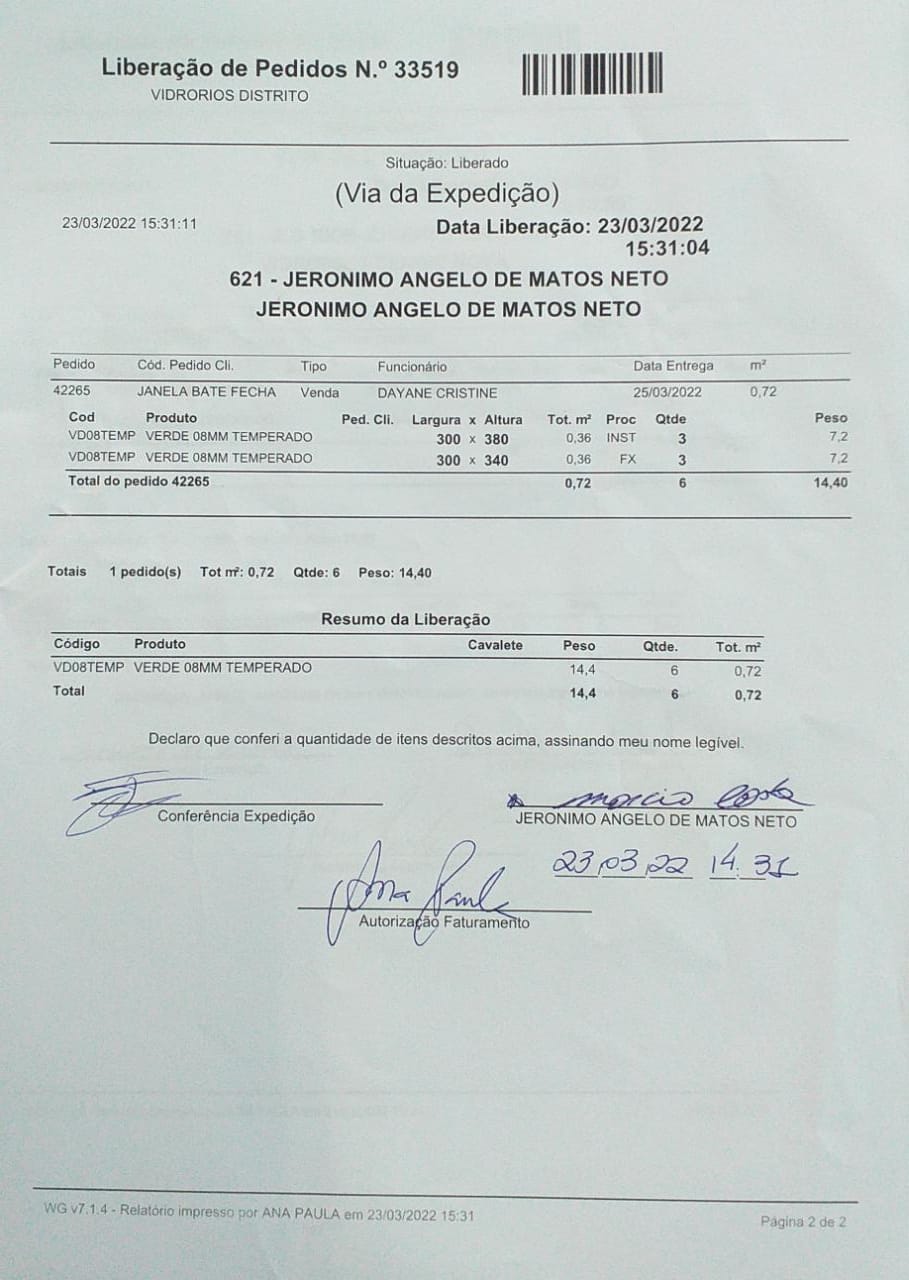 Liberação de Pedidos N.º 33519
VIDRORIOS DISTRITO
Situação: Liberado
(Via da Expedição)
23/03/2022 15:31:11 Data Liberação: 23/03/2022
15:31:04
621 - JERONIMO ANGELO DE MATOS NETO
JERONIMO ANGELO DE MATOS NETO
Pedido Cód. Pedido Cli. Tipo Funcionário Data Entrega m²
42265 JANELA BATE FECHA Venda DAYANE CRISTINE 25/03/2022 0,72
Cod Produto Ped. Cli. Largura x Altura Tot. m² Proc Qtde Peso
VD08TEMP VERDE 08MM TEMPERADO 300 x 380 0,36 INST 3 7,2
VD08TEMP VERDE 08MM TEMPERADO 300 x 340 0,36 FX 3 7,2
Total do pedido 42265 0,72 6 14,40
Totais 1 pedido(s) Tot m²: 0,72 Qtde: 6 Peso: 14,40
Resumo da Liberação
Código Produto Cavalete Peso Qtde. Tot. m²
VD08TEMP VERDE 08MM TEMPERADO 14,4 6 0,72
Total 14,4 6 0,72
Declaro que conferi a quantidade de itens descritos acima, assinando meu nome legível.
marcio Costa
Conferência Expedição JERONIMO ANGELO DE MATOS NETO
23,03,22 14:31
Ana Paula
Autorização Faturamento
WG v7.1.4 - Relatório impresso por ANA PAULA em 23/03/2022 15:31
Página 2 de 2